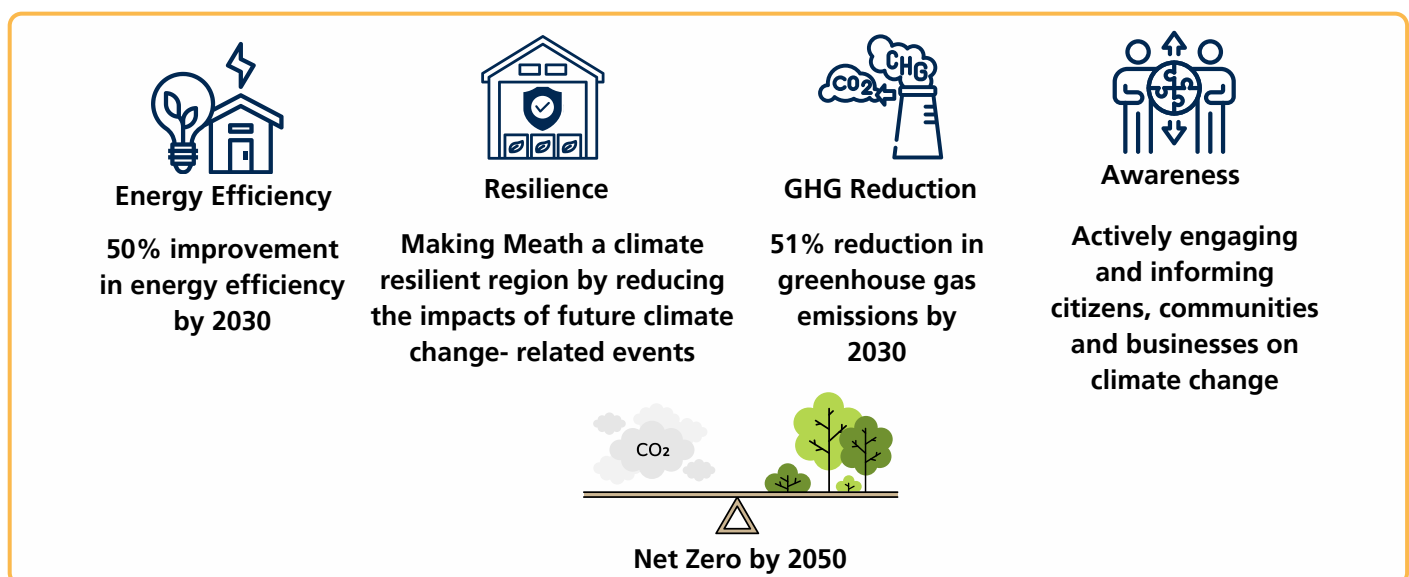 Energy Efficiency
50% improvement
in energy efficiency
by 2030
Resilience
Making Meath a climate
resilient region by reducing
the impacts of future climate
change- related events
CO2
CHG
GHG Reduction
51% reduction in
greenhouse gas
emissions by
2030
Awareness
Actively engaging
and informing
citizens, communities
and businesses on
climate change
CO2
Net Zero by 2050